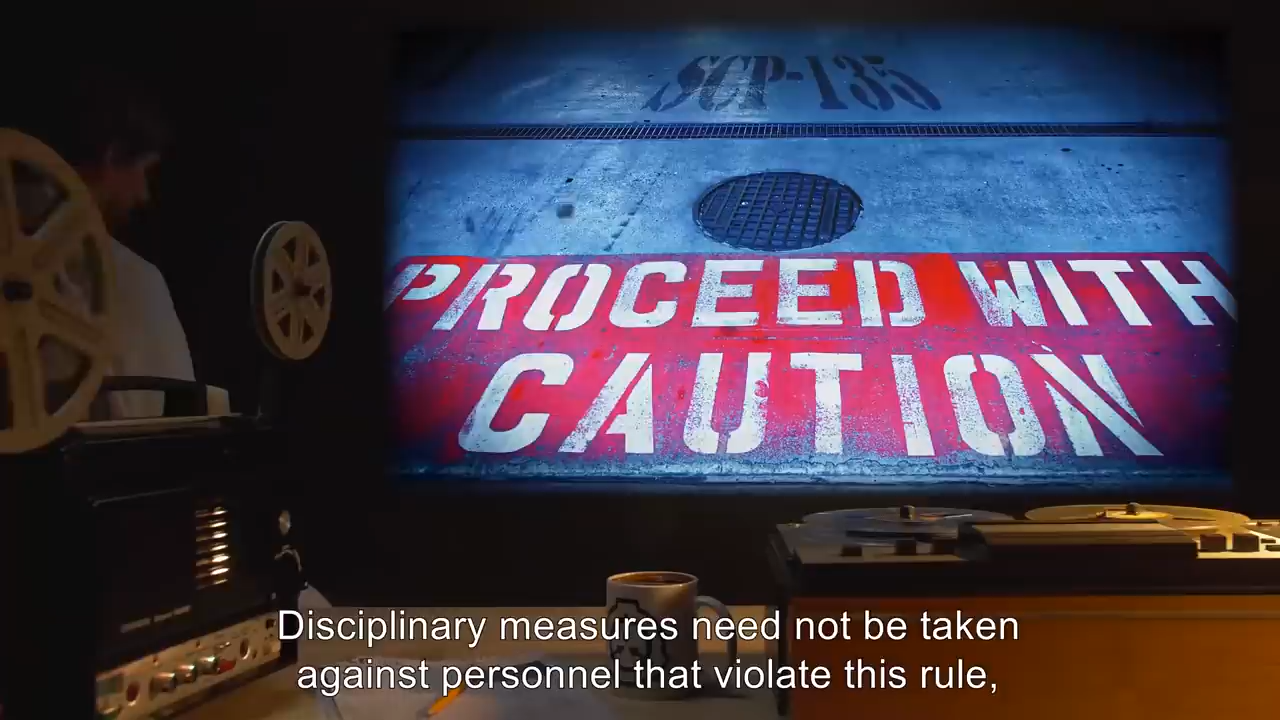 SCP-135
PROCEED WITH
CAUTION
Disciplinary measures need not be taken
against personnel that violate this rule,